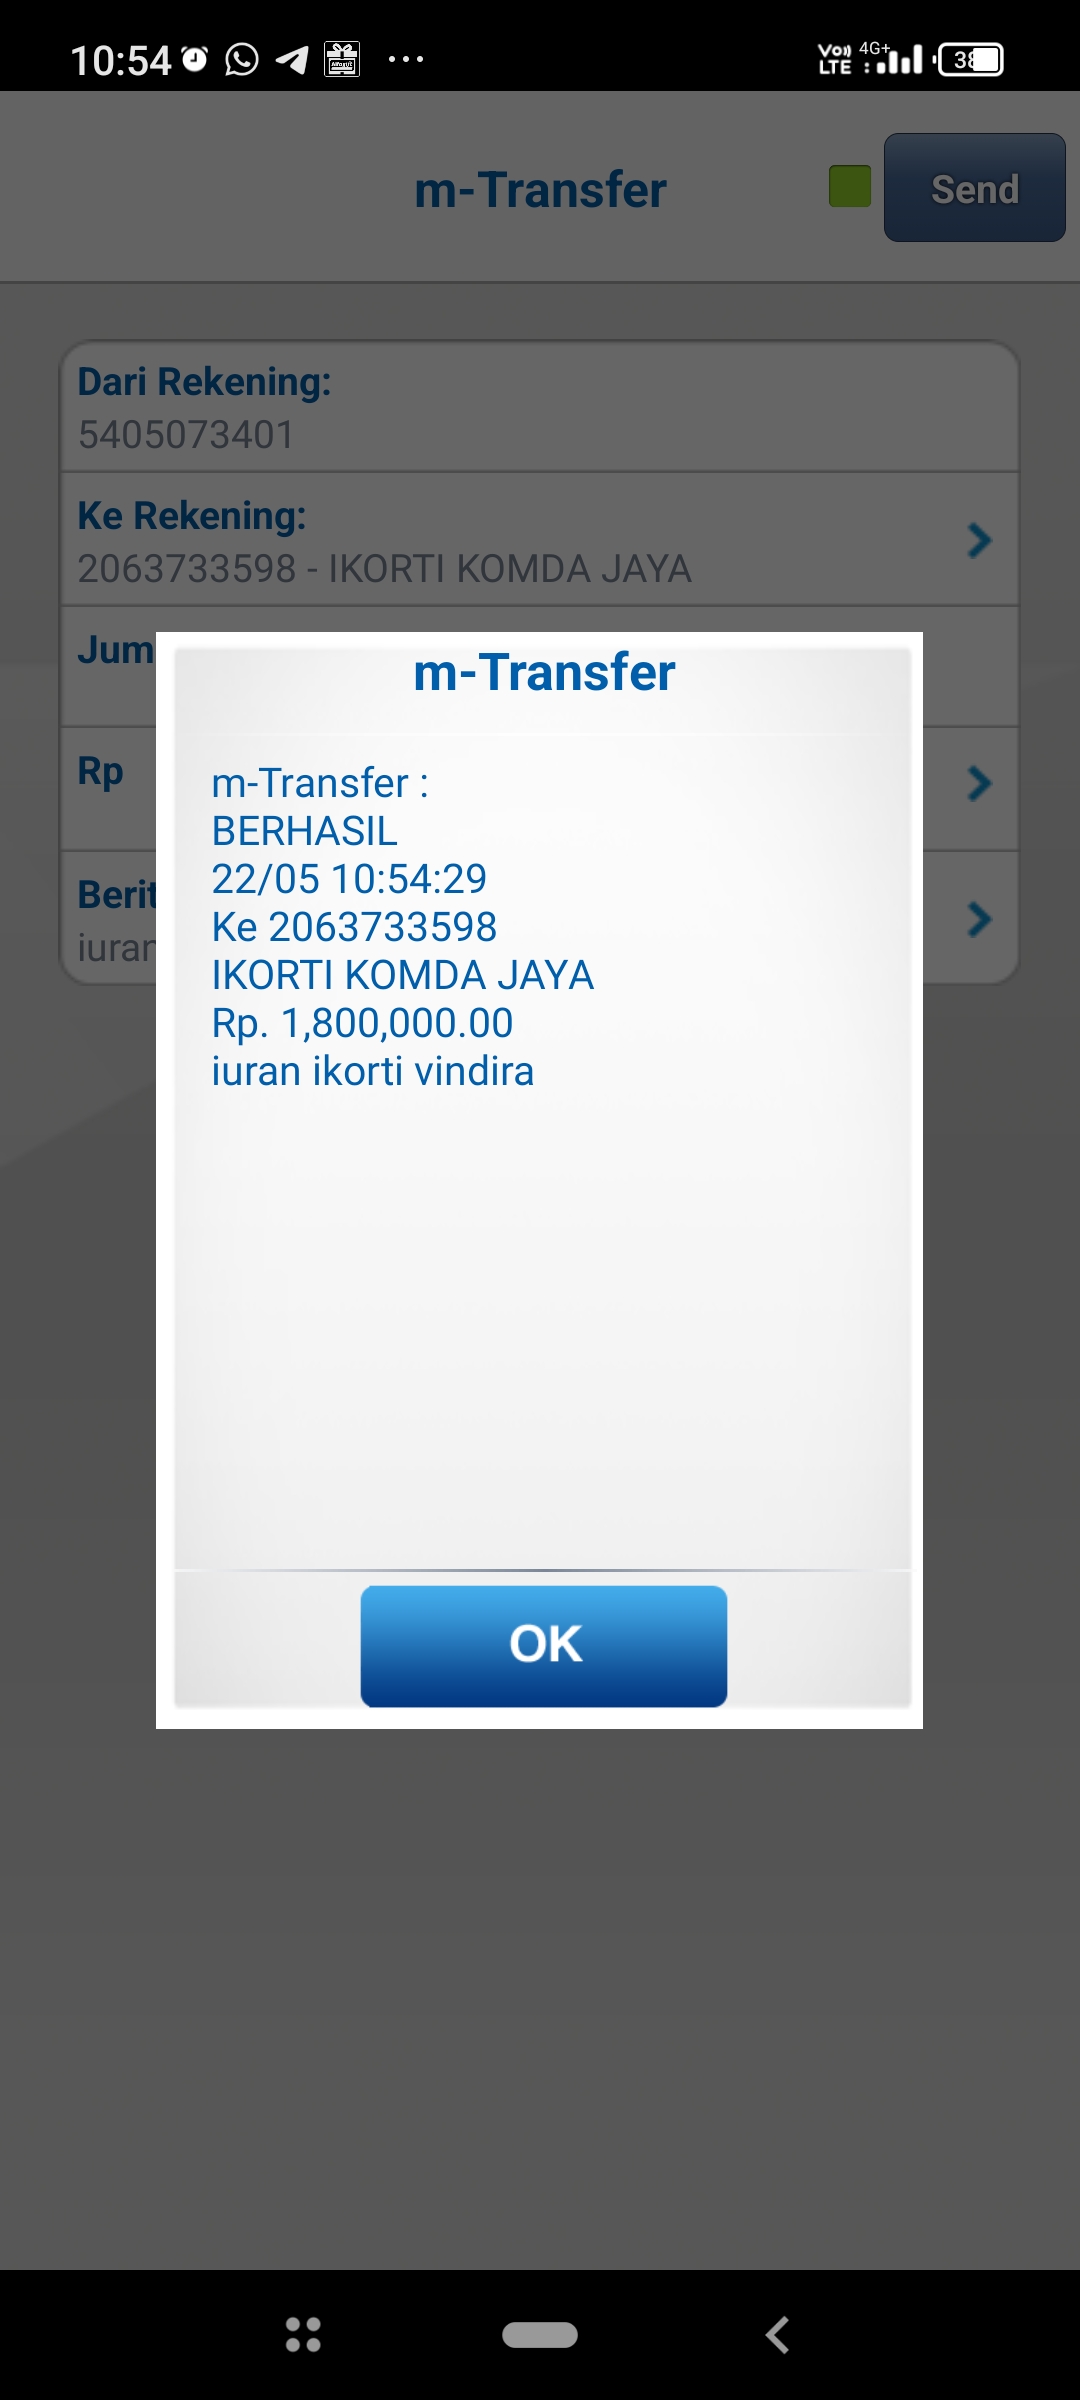 10:54
Vo)) LTE 4G+
m-Transfer
Send
Dari Rekening:
5405073401
Ke Rekening:
2063733598 - IKORTI KOMDA JAYA
Jum
Rp
Berit
iuran
m-Transfer
m-Transfer :
BERHASIL
22/05 10:54:29
Ke 2063733598
IKORTI KOMDA JAYA
Rp. 1,800,000.00
iuran ikorti vindira
OK